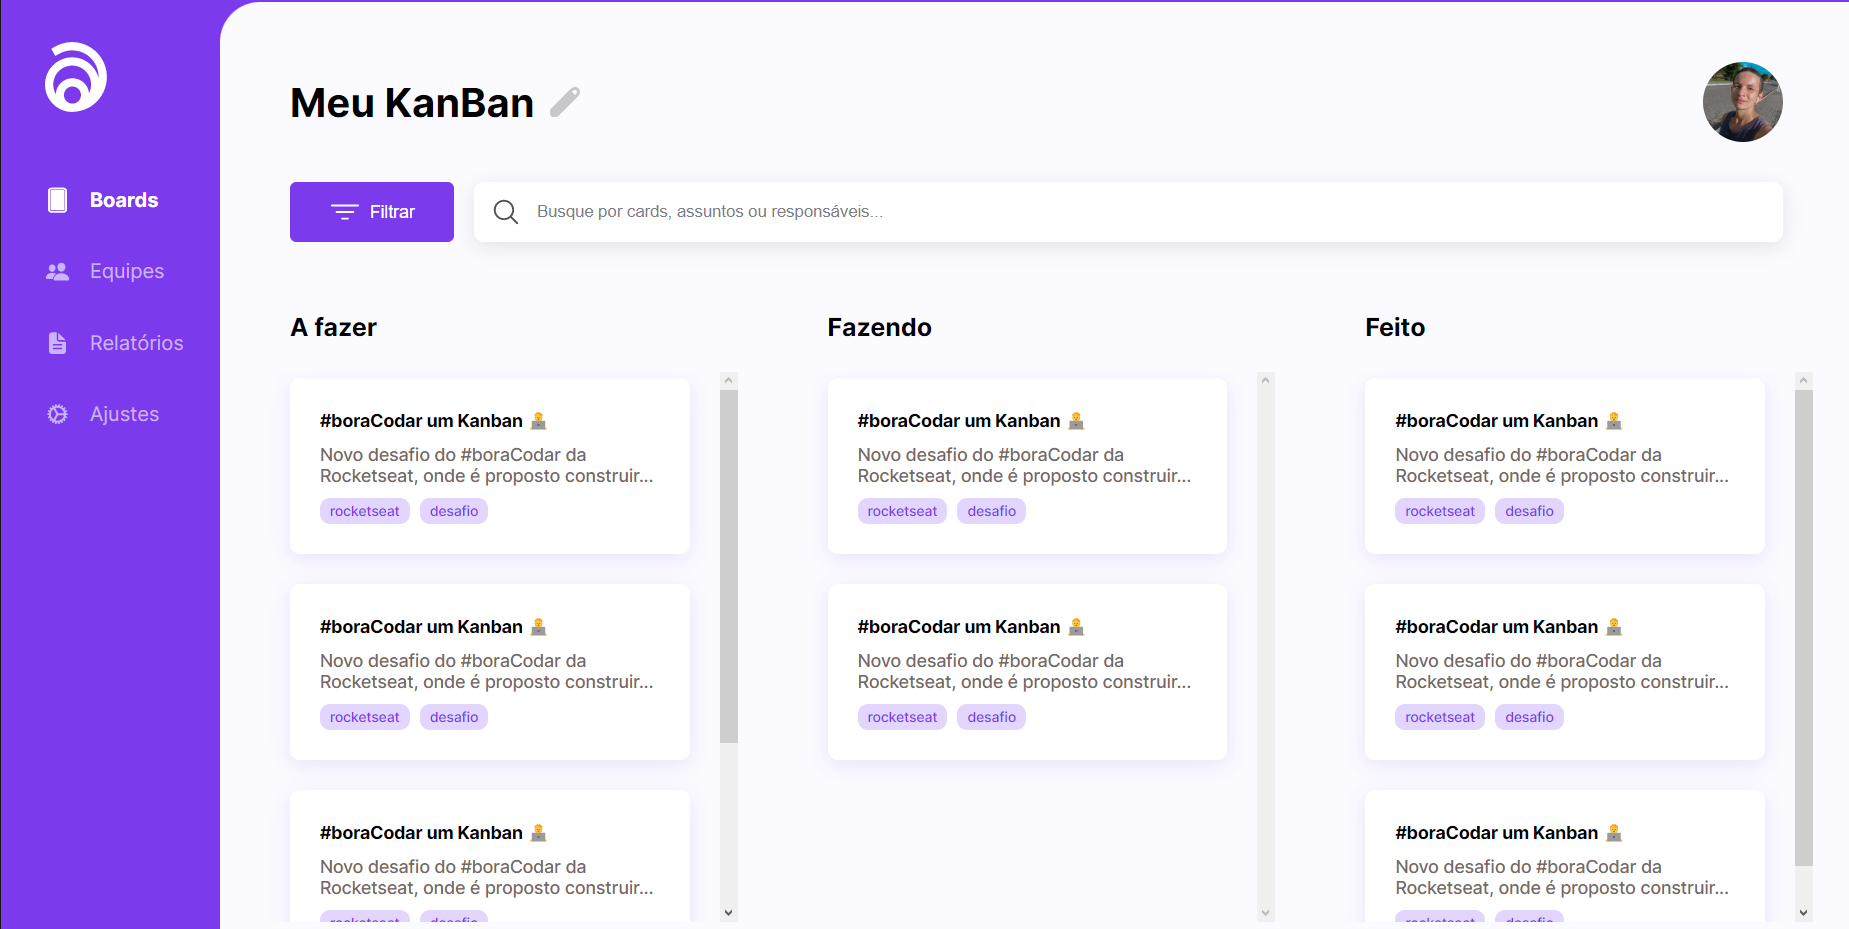 Meu KanBan
Boards
Equipes
Relatórios
Ajustes
Filtrar
Busque por cards, assuntos ou responsáveis...
A fazer
#boraCodar um Kanban 🧑‍💻
Novo desafio do #boraCodar da
Rocketseat, onde é proposto construir...
rocketseat desafio
#boraCodar um Kanban 🧑‍💻
Novo desafio do #boraCodar da
Rocketseat, onde é proposto construir...
rocketseat desafio
#boraCodar um Kanban 🧑‍💻
Novo desafio do #boraCodar da
Rocketseat, onde é proposto construir...
rocketseat desafio
Fazendo
#boraCodar um Kanban 🧑‍💻
Novo desafio do #boraCodar da
Rocketseat, onde é proposto construir...
rocketseat desafio
#boraCodar um Kanban 🧑‍💻
Novo desafio do #boraCodar da
Rocketseat, onde é proposto construir...
rocketseat desafio
Feito
#boraCodar um Kanban 🧑‍💻
Novo desafio do #boraCodar da
Rocketseat, onde é proposto construir...
rocketseat desafio
#boraCodar um Kanban 🧑‍💻
Novo desafio do #boraCodar da
Rocketseat, onde é proposto construir...
rocketseat desafio
#boraCodar um Kanban 🧑‍💻
Novo desafio do #boraCodar da
Rocketseat, onde é proposto construir...
rocketseat desafio